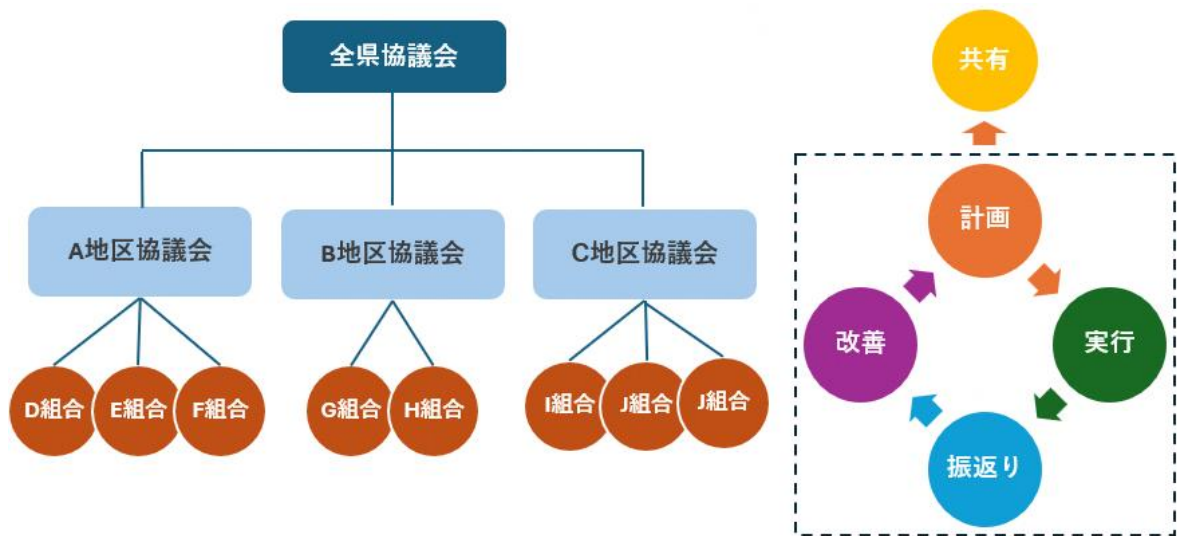 全県協議会
A地区協議会
B地区協議会
C地区協議会
D組合
E組合
F組合
G組合
H組合
I組合
J組合
J組合
共有
計画
実行
振返り
改善